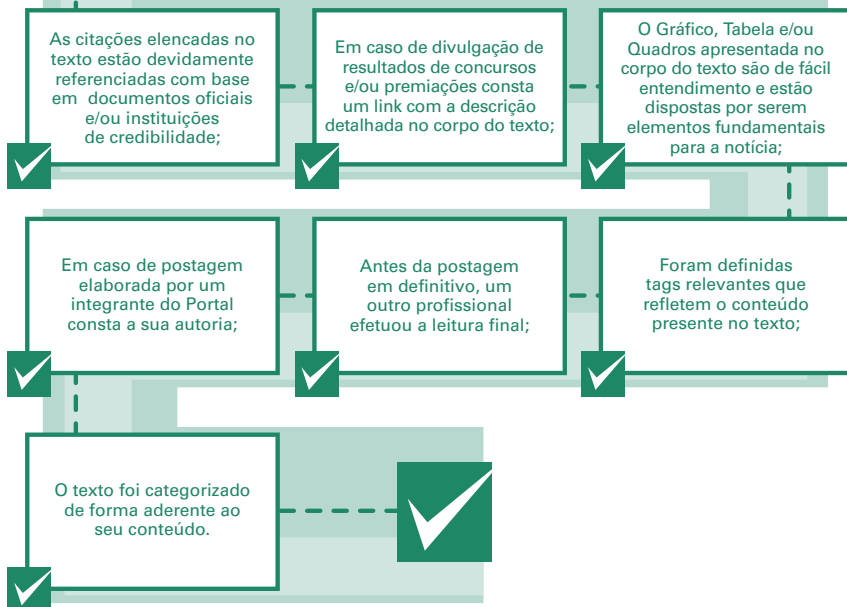 As citações elencadas no
texto estão devidamente
referenciadas com base
em documentos oficiais
e/ou instituições
de credibilidade;
Em caso de divulgação de
resultados de concursos
e/ou premiações consta
um link com a descrição
detalhada no corpo do texto;
O Gráfico, Tabela e/ou
Quadros apresentada no
corpo do texto são de fácil
entendimento e estão
dispostas por serem
elementos fundamentais
para a notícia;
Em caso de postagem
elaborada por um
integrante do Portal
consta a sua autoria;
Antes da postagem
em definitivo, um
outro profissional
efetuou a leitura final;
Foram definidas
tags relevantes que
refletem o conteúdo
presente no texto;
O texto foi categorizado
de forma aderente ao
seu conteúdo.